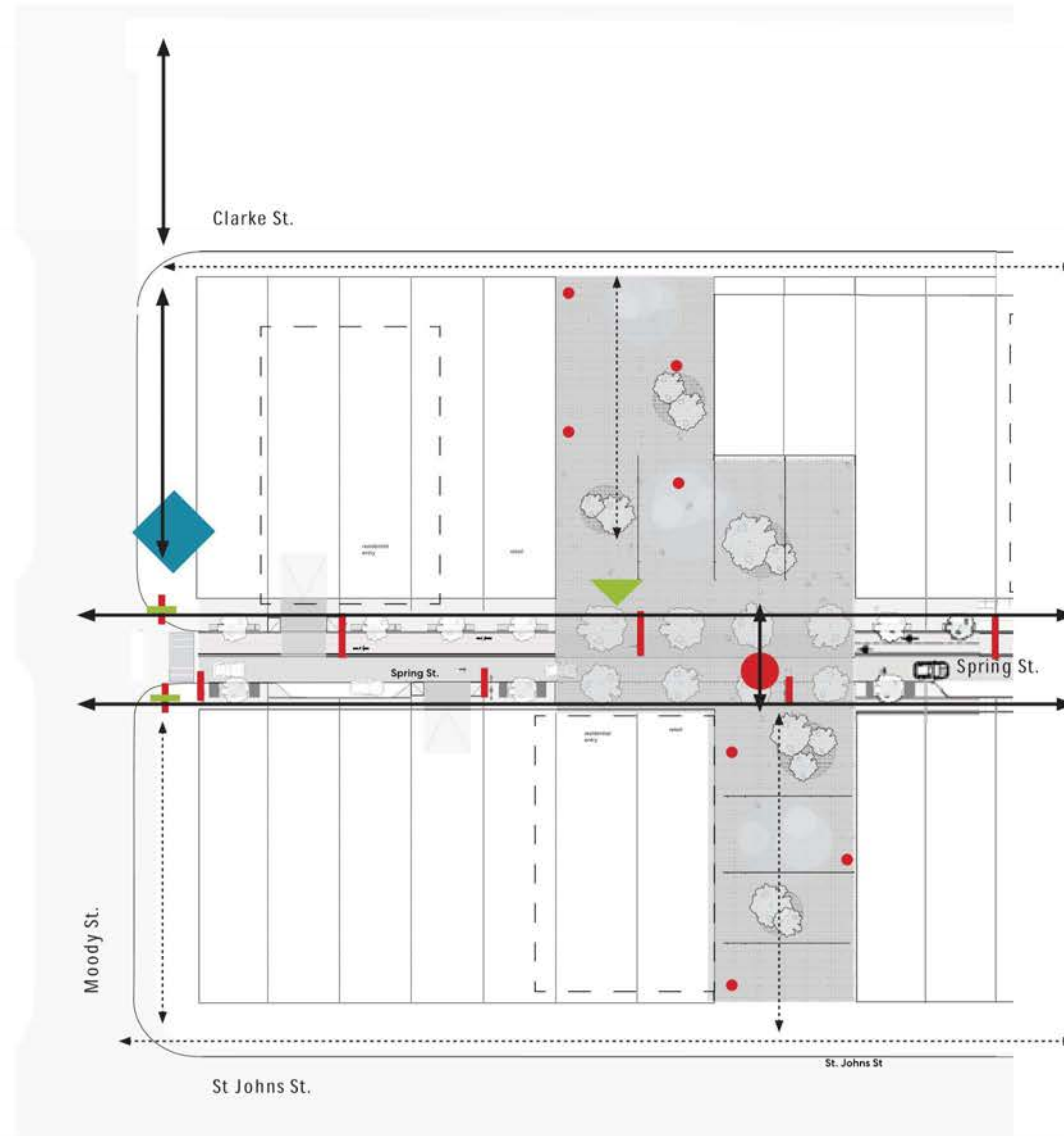 Clarke St.
residential
entry
retail
Spring St.
Spring St.
residential
entry
retail
Moody St.
St. Johns St
St Johns St.